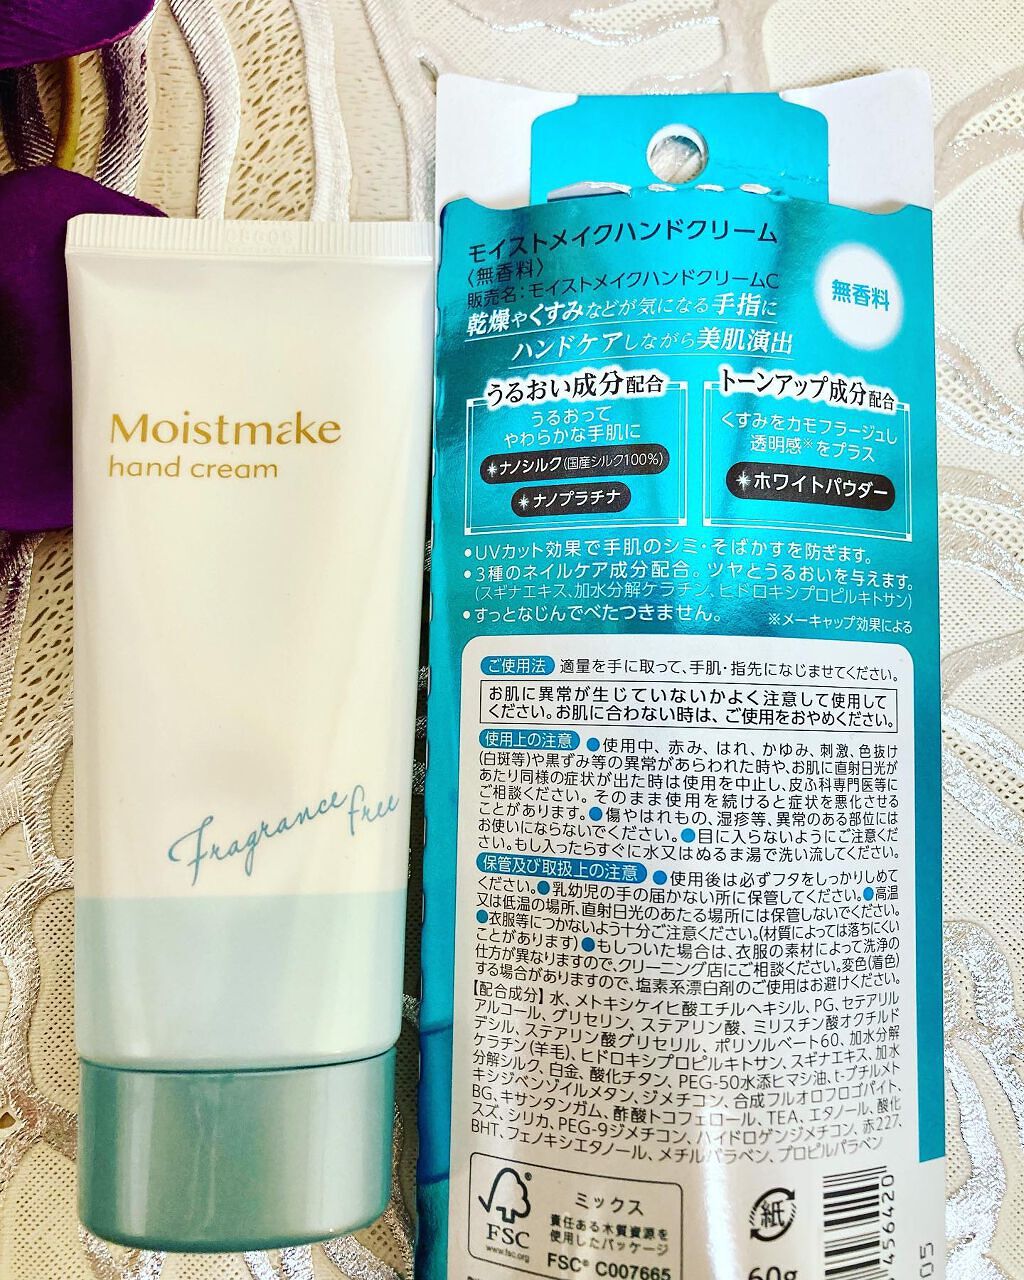 Moistmake
hand cream
Fragrance free
モイストメイクハンドクリーム
〈無香料〉
販売名:モイストメイクハンドクリームC
無香料
乾燥やくすみなどが気になる手指に
ハンドケアしながら美肌演出
うるおい成分配合
うるおって
やわらかな手肌に
✴ナノシルク(国産シルク100%)
✴ナノプラチナ
トーンアップ成分配合
くすみをカモフラージュし
透明感※をプラス
✴ホワイトパウダー
●UVカット効果で手肌のシミ・そばかすを防ぎます。
●3種のネイルケア成分配合。ツヤとうるおいを与えます。
(スギナエキス、加水分解ケラチン、ヒドロキシプロピルキトサン)
●すっとなじんでべたつきません。 ※メーキャップ効果による
ご使用法 適量を手に取って、手肌・指先になじませてください。
お肌に異常が生じていないかよく注意して使用して
ください。お肌に合わない時は、ご使用をおやめください。
使用上の注意 ●使用中、赤み、はれ、かゆみ、刺激、色抜け
(白斑等)や黒ずみ等の異常があらわれた時や、お肌に直射日光が
あたり同様の症状が出た時は使用を中止し、皮ふ科専門医等に
ご相談ください。そのまま使用を続けると症状を悪化させる
ことがあります。●傷やはれもの、湿疹等、異常のある部位には
お使いにならないでください。●目に入らないようにご注意くだ
さい。もし入ったらすぐに水又はぬるま湯で洗い流してください。
保管及び取扱上の注意 ●使用後は必ずフタをしっかりしめて
ください。●乳幼児の手の届かない所に保管してください。●高温
又は低温の場所、直射日光のあたる場所には保管しないでください。
●衣服等につかないよう十分ご注意ください。(材質によっては落ちにくい
ことがあります)●もしついた場合は、衣服の素材によって洗浄の
仕方が異なりますので、クリーニング店にご相談ください。変色(着色)
する場合がありますので、塩素系漂白剤のご使用はお避けください。
【配合成分】水、メトキシケイヒ酸エチルヘキシル、PG、セテアリル
アルコール、グリセリン、ステアリン酸、ミリスチン酸オクチルド
デシル、ステアリン酸グリセリル、ポリソルベート60、加水分解
ケラチン(羊毛)、ヒドロキシプロピルキトサン、スギナエキス、加水
分解シルク、白金、酸化チタン、PEG-50水添ヒマシ油、t-ブチルメト
キシジベンゾイルメタン、ジメチコン、合成フルオロフロゴパイト、
BG、キサンタンガム、酢酸トコフェロール、TEA、エタノール、酸化
スズ、シリカ、PEG-9ジメチコン、ハイドロゲンジメチコン、赤227、
BHT、フェノキシエタノール、メチルパラベン、プロピルパラベン
FSC
www.fsc.org
ミックス
責任ある木質資源を
使用したパッケージ
FSC® C007665
紙
60g
456420
05